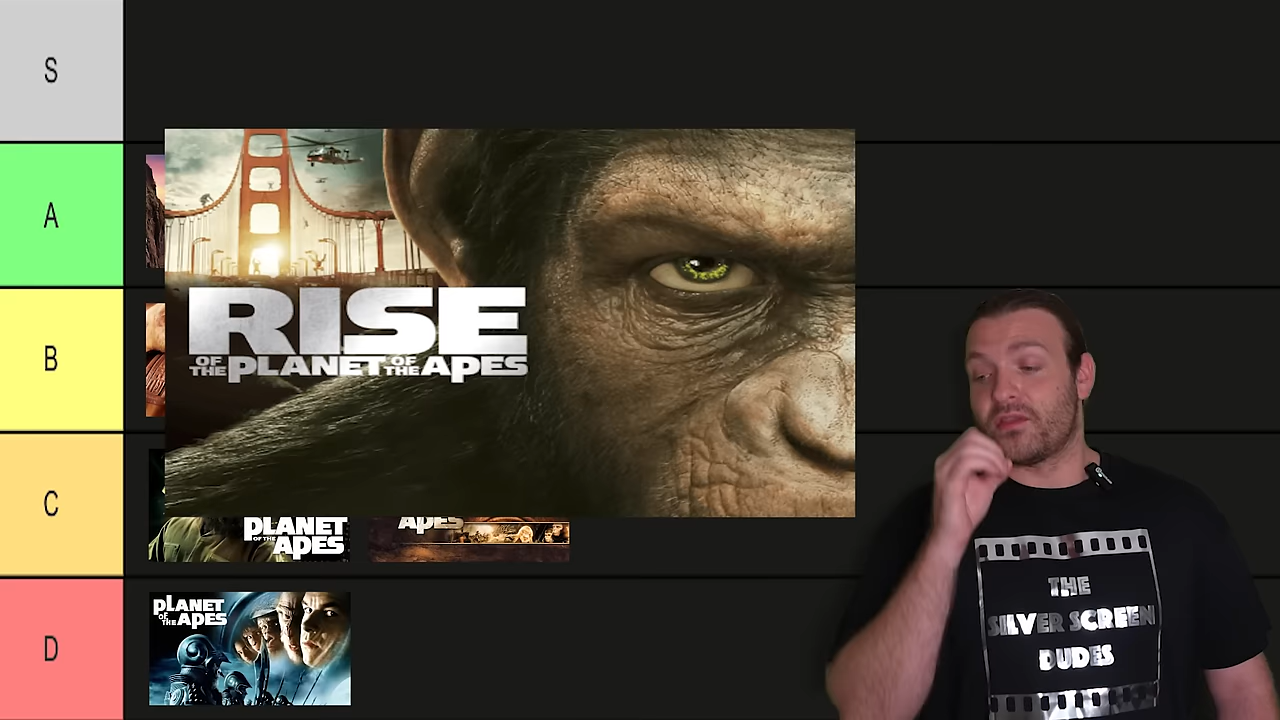 S
A
RISE
OF THE PLANET OF THE APES
B
C
PLANET
OF THE APES
APES
D
PLANET
OF THE APES
THE
SILVER SCREEN
DUDES